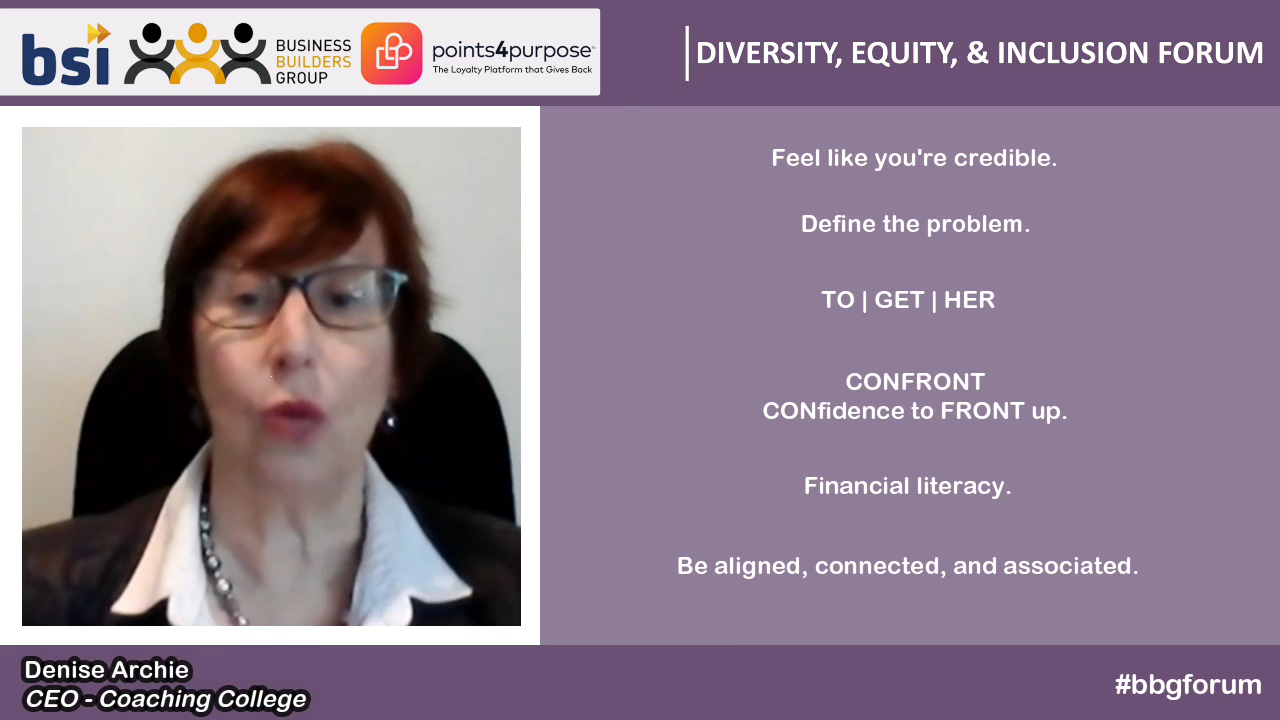 bsi
BUSINESS
BUILDERS
GROUP
points4purpose
The Loyalty Platform that Gives Back
DIVERSITY, EQUITY, & INCLUSION FORUM
Feel like you're credible.
Define the problem.
TO | GET | HER
CONFRONT
CONfidence to FRONT up.
Financial literacy.
Be aligned, connected, and associated.
Denise Archie
CEO - Coaching College
#bbgforum